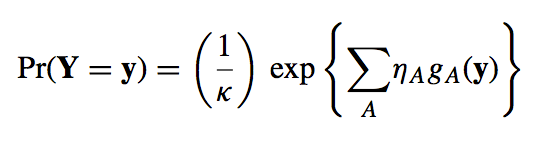 Pr(Y = y) = (1/κ) exp { ∑_A η_A g_A(y) }